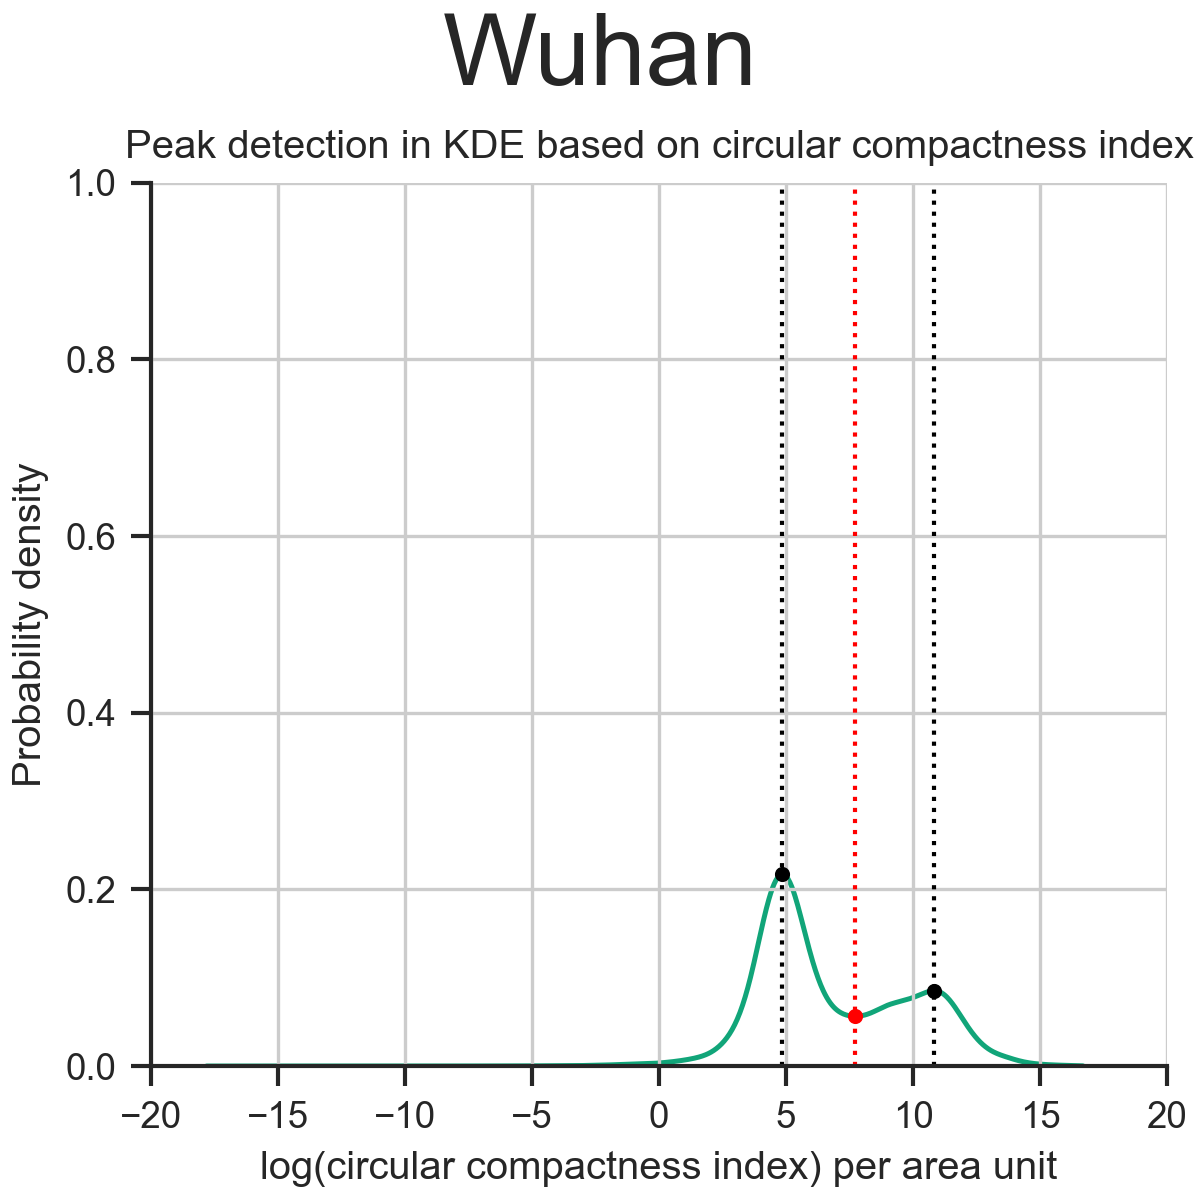 Wuhan
Peak detection in KDE based on circular compactness index
1.0
0.8
0.6
0.4
0.2
0.0
Probability density
−20 −15 −10 −5 0 5 10 15 20
log(circular compactness index) per area unit